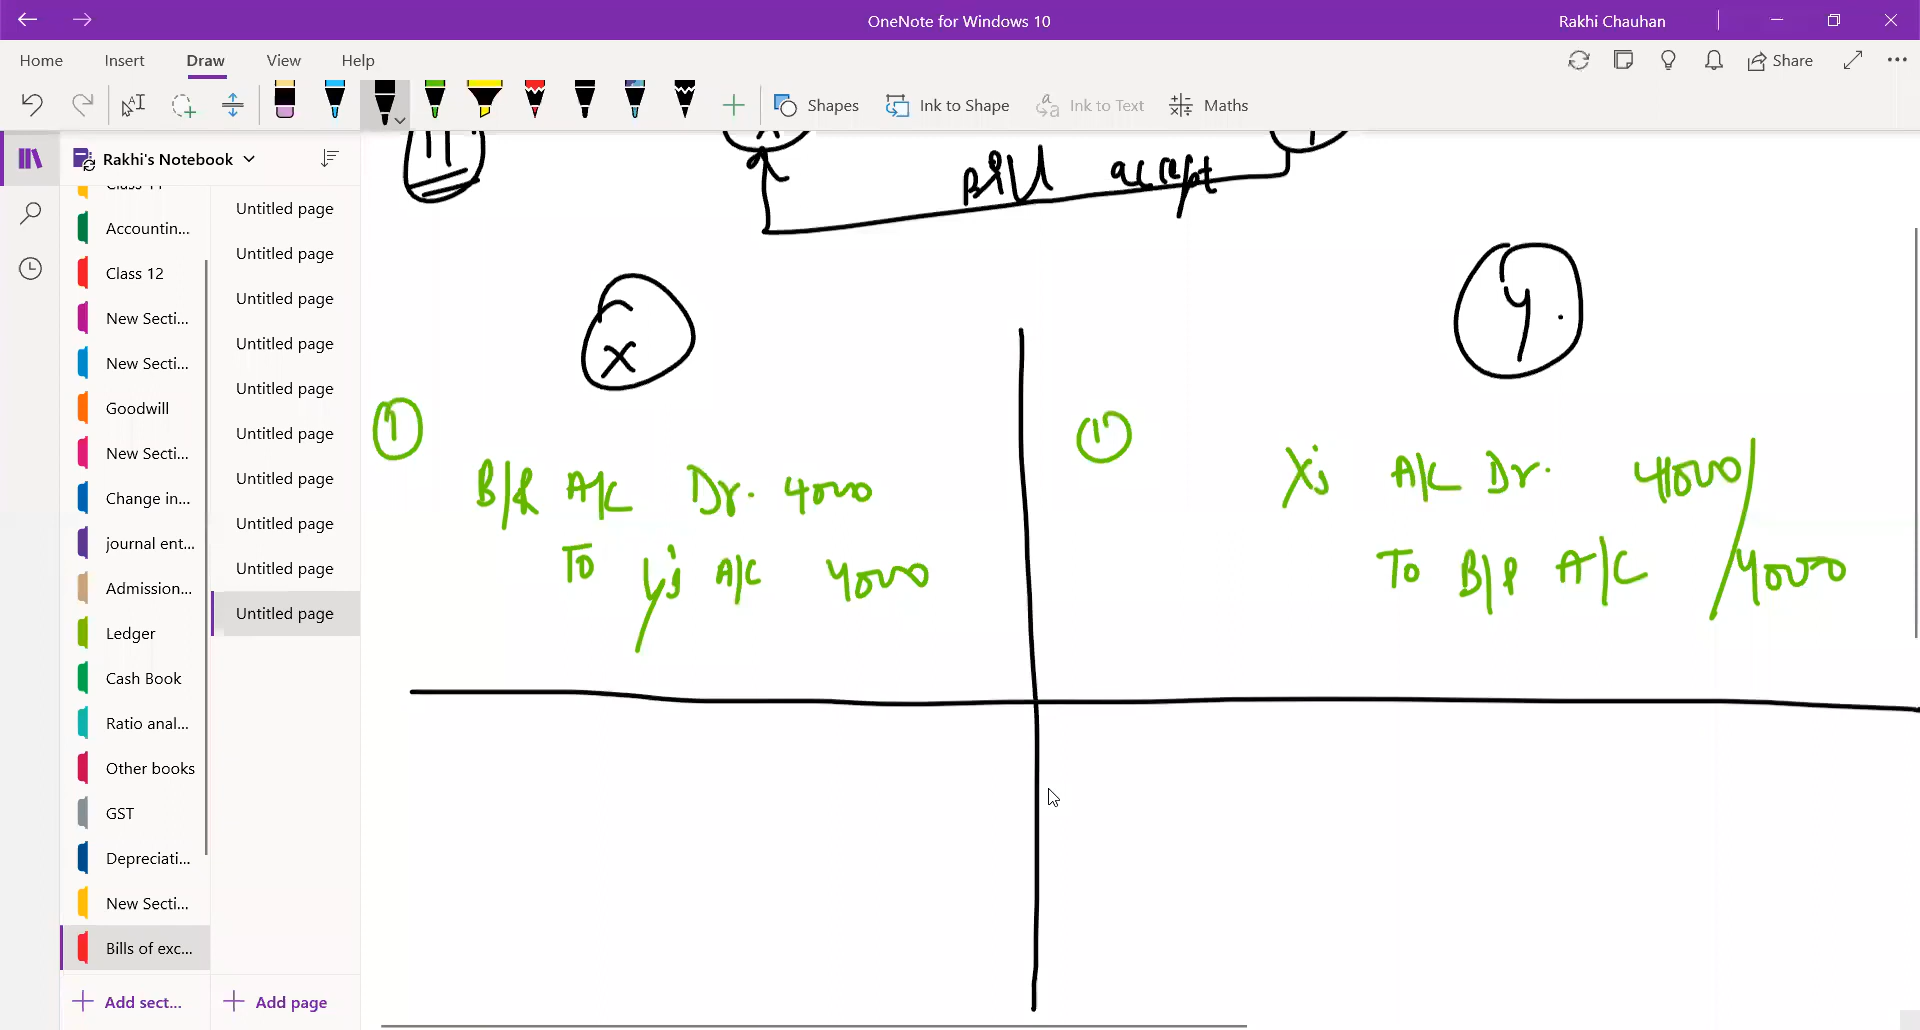 OneNote for Windows 10
Rakhi Chauhan
Home Insert Draw View Help
Share
Shapes Ink to Shape Ink to Text Maths
Rakhi's Notebook
Accountin...
Class 12
New Secti...
New Secti...
Goodwill
New Secti...
Change in...
journal ent...
Admission...
Ledger
Cash Book
Ratio anal...
Other books
GST
Depreciati...
New Secti...
Bills of exc...
Add sect...
Untitled page
Untitled page
Untitled page
Untitled page
Untitled page
Untitled page
Untitled page
Untitled page
Untitled page
Untitled page
Add page
Bill accept
X
Y
1
B/R A/C Dr. 4000
To Y's A/C 4000
1
X's A/C Dr. 4000
To B/P A/C 4000